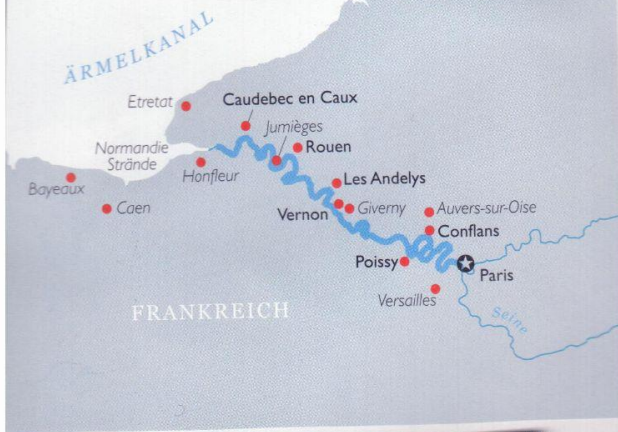 ÄRMELKANAL
Etretat
Caudebec en Caux
Jumièges
Normandie
Strände
Rouen
Honfleur
Bayeaux
Caen
Les Andelys
Vernon
Giverny
Auvers-sur-Oise
Conflans
Poissy
Paris
Versailles
FRANKREICH
Seine